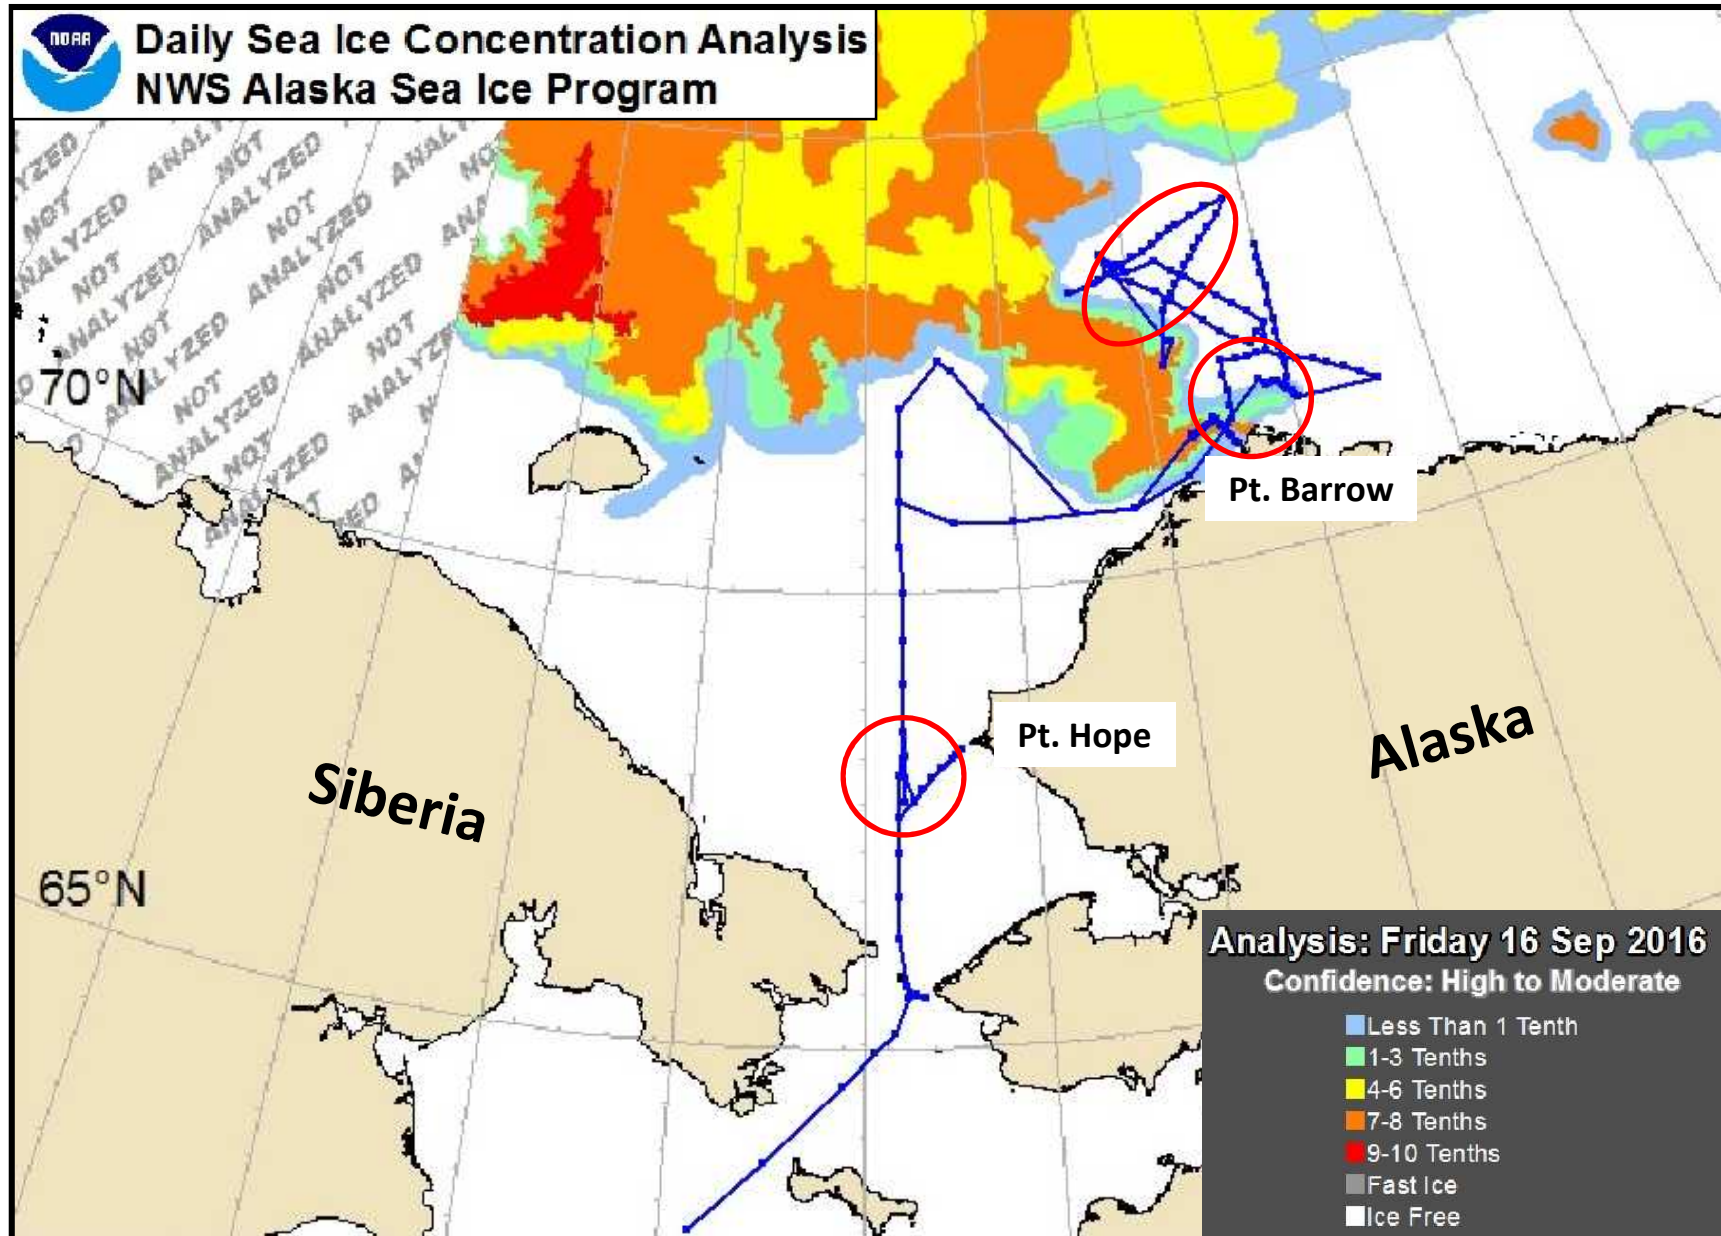 NOAA
Daily Sea Ice Concentration Analysis
NWS Alaska Sea Ice Program
NOT ANALYZED
70°N
65°N
Pt. Barrow
Pt. Hope
Siberia
Alaska
Analysis: Friday 16 Sep 2016
Confidence: High to Moderate
Less Than 1 Tenth
1-3 Tenths
4-6 Tenths
7-8 Tenths
9-10 Tenths
Fast Ice
Ice Free